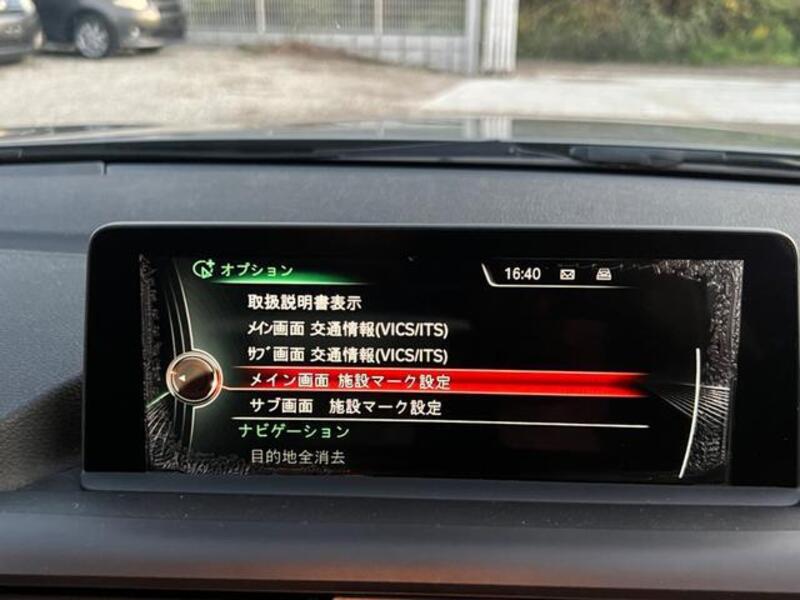 オプション
16:40
取扱説明書表示
ﾒｲﾝ画面 交通情報(VICS/ITS)
ｻﾌﾞ画面 交通情報(VICS/ITS)
メイン画面 施設マーク設定
サブ画面 施設マーク設定
ナビゲーション
目的地全消去